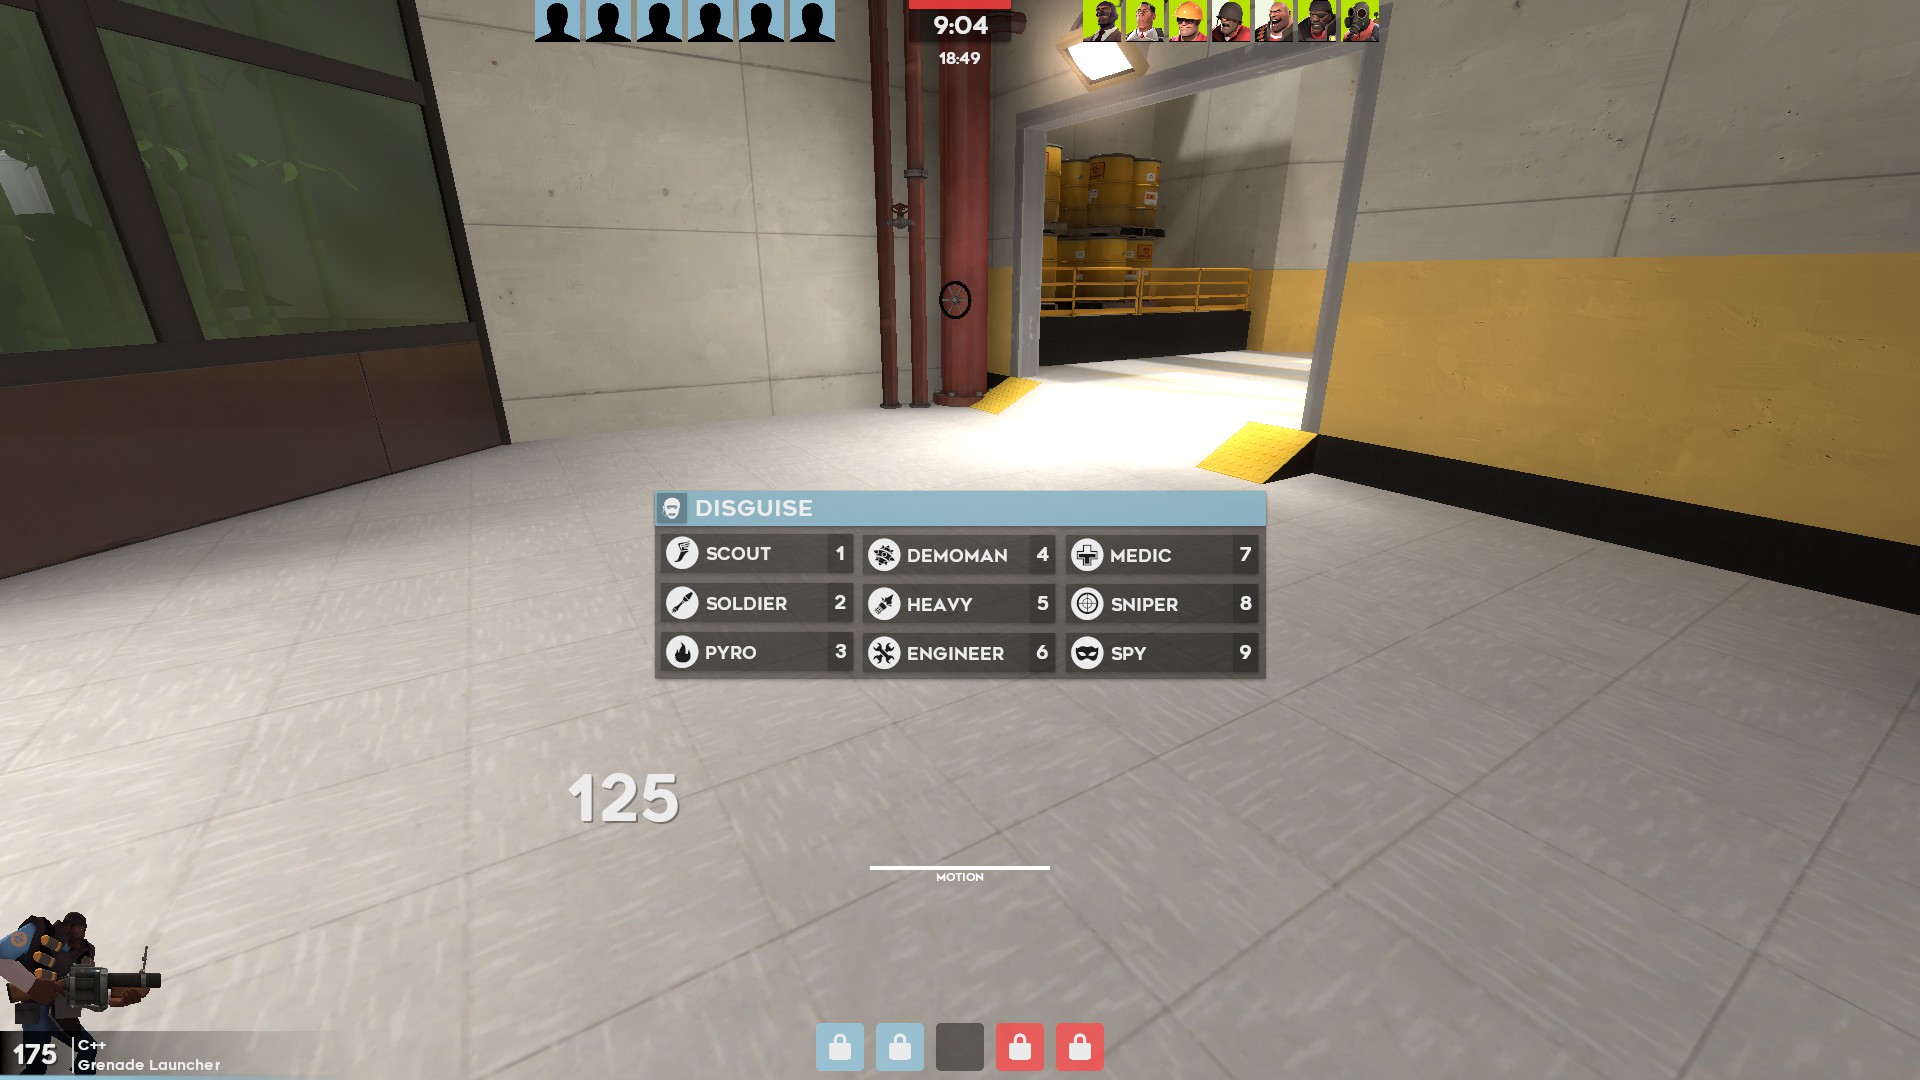 9:04
18:49
DISGUISE
SCOUT 1
DEMOMAN 4
MEDIC 7
SOLDIER 2
HEAVY 5
SNIPER 8
PYRO 3
ENGINEER 6
SPY 9
125
MOTION
175
C++
Grenade Launcher